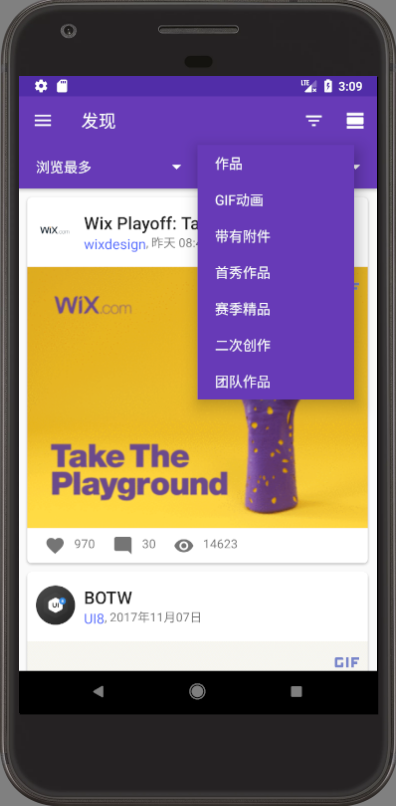 LTE 3:09
发现
浏览最多
作品
GIF动画
带有附件
首秀作品
赛季精品
二次创作
团队作品
WiX.com
Wix Playoff: Ta
wixdesign, 昨天 08:4
WiX.com
Take The
Playground
970 30 14623
UI8
BOTW
UI8, 2017年11月07日
GIF